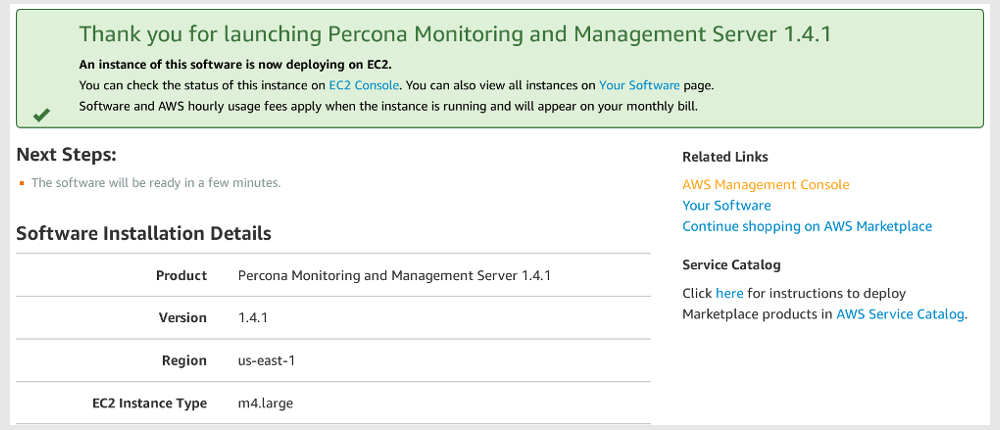 Thank you for launching Percona Monitoring and Management Server 1.4.1
An instance of this software is now deploying on EC2.
You can check the status of this instance on EC2 Console. You can also view all instances on Your Software page.
Software and AWS hourly usage fees apply when the instance is running and will appear on your monthly bill.
Next Steps:
The software will be ready in a few minutes.
Software Installation Details
Product Percona Monitoring and Management Server 1.4.1
Version 1.4.1
Region us-east-1
EC2 Instance Type m4.large
Related Links
AWS Management Console
Your Software
Continue shopping on AWS Marketplace
Service Catalog
Click here for instructions to deploy
Marketplace products in AWS Service Catalog.